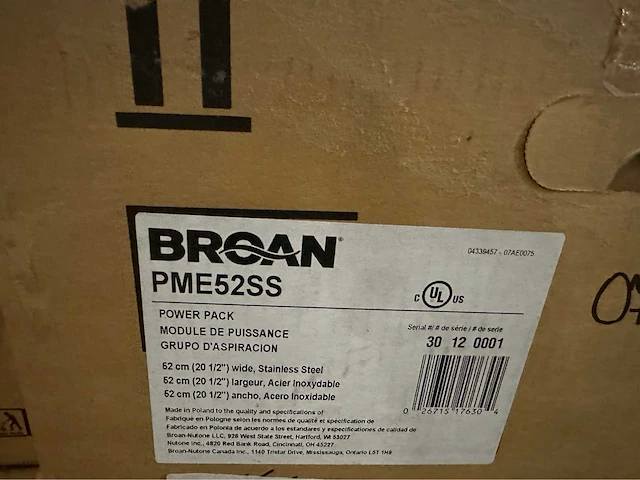 BROAN®
04339457 - 07AE0075
PME52SS
C UL US
POWER PACK
MODULE DE PUISSANCE
GRUPO D'ASPIRACION
Serial #/ # de série / # de serie
30 12 0001
52 cm (20 1/2") wide, Stainless Steel
52 cm (20 1/2") largeur, Acier Inoxydable
52 cm (20 1/2") ancho, Acero Inoxidable
0 26715 17630 4
Made in Poland to the quality and specifications of
Fabriqué en Pologne selon les normes de qualité et specification de
Fabricado en Polonia de acuerdo a los estandares y especificaciones de calidad de
Broan-Nutone LLC, 926 West State Street, Hartford, WI 53027
Nutone Inc., 4820 Red Bank Road, Cincinnati, OH 45227
Broan-Nutone Canada Inc., 1140 Tristar Drive, Mississauga, Ontario L5T 1H9